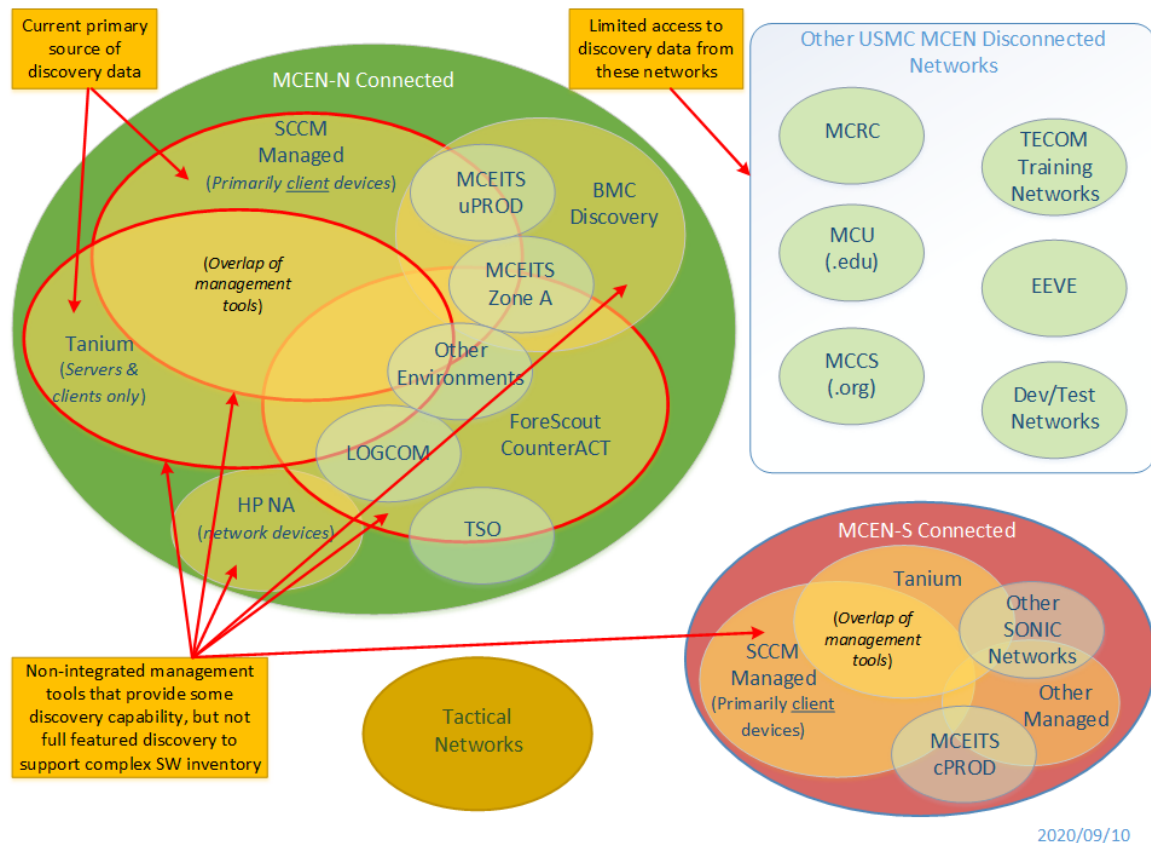 Current primary
source of
discovery data
Limited access to
discovery data from
these networks
Other USMC MCEN Disconnected
Networks
MCRC
TECOM
Training
Networks
MCU
(.edu)
EEVE
MCCS
(.org)
Dev/Test
Networks
MCEN-N Connected
SCCM
Managed
(Primarily client devices)
MCEITS
uPROD
BMC
Discovery
(Overlap of
management
tools)
MCEITS
Zone A
Tanium
(Servers &
clients only)
Other
Environments
ForeScout
CounterACT
LOGCOM
HP NA
(network devices)
TSO
MCEN-S Connected
Tanium
(Overlap of
management
tools)
Other
SONIC
Networks
SCCM
Managed
(Primarily client
devices)
Other
Managed
MCEITS
cPROD
Non-integrated management
tools that provide some
discovery capability, but not
full featured discovery to
support complex SW inventory
Tactical
Networks
2020/09/10